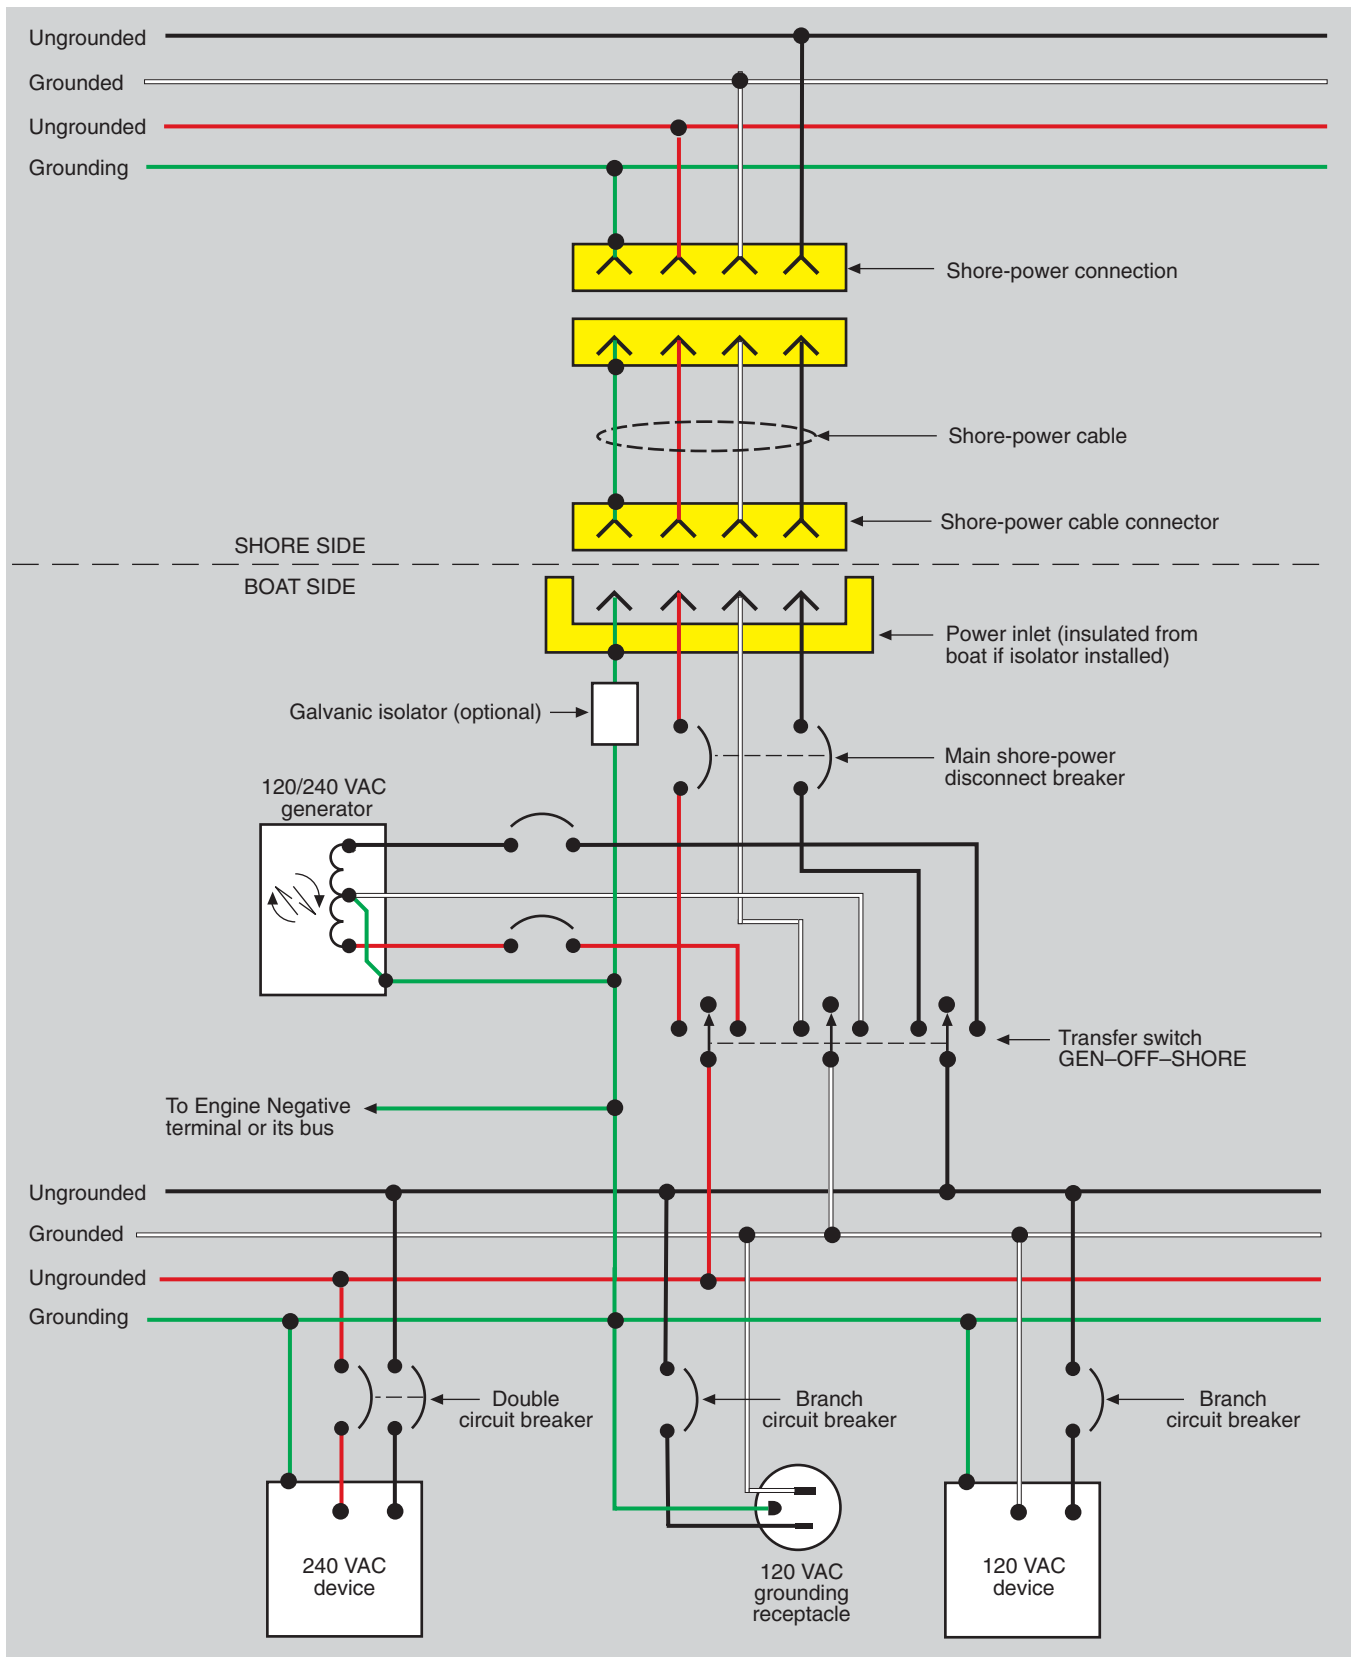 Ungrounded
Grounded
Ungrounded
Grounding
Shore-power connection
Shore-power cable
Shore-power cable connector
SHORE SIDE
BOAT SIDE
Power inlet (insulated from
boat if isolator installed)
Galvanic isolator (optional)
Main shore-power
disconnect breaker
120/240 VAC
generator
Transfer switch
GEN–OFF–SHORE
To Engine Negative
terminal or its bus
Ungrounded
Grounded
Ungrounded
Grounding
Double
circuit breaker
Branch
circuit breaker
Branch
circuit breaker
240 VAC
device
120 VAC
grounding
receptacle
120 VAC
device